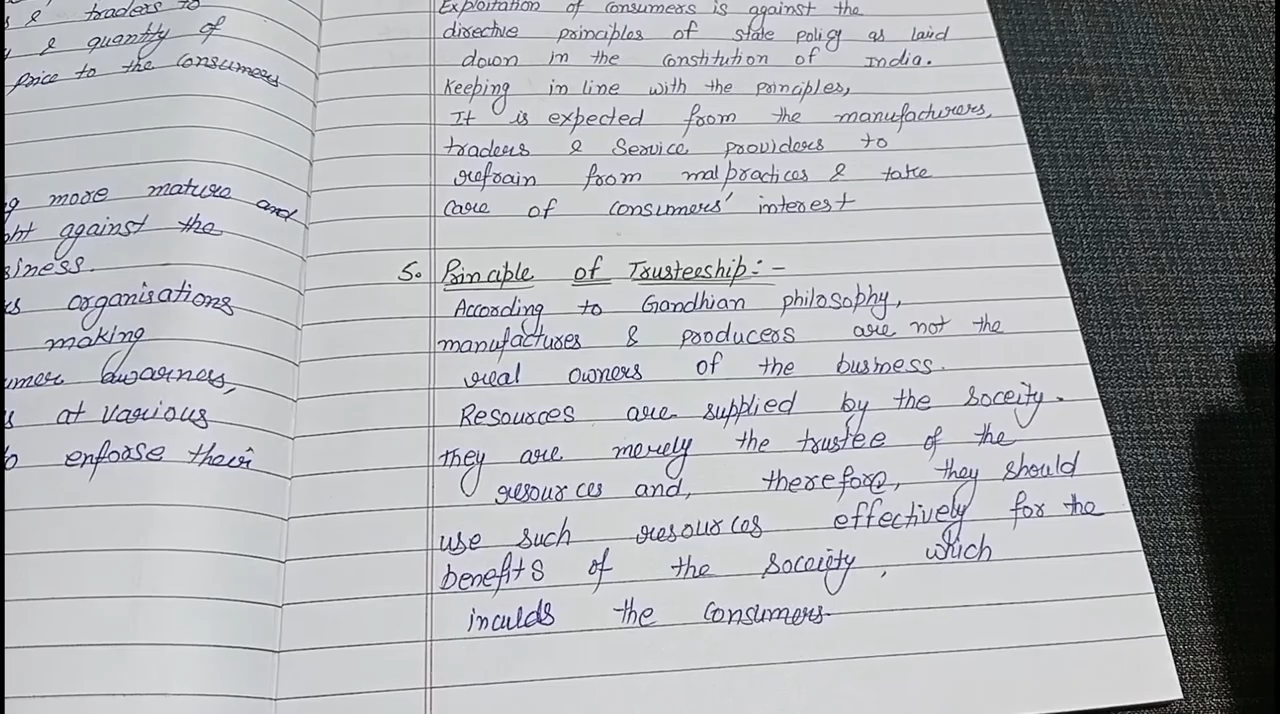 & traders to
& quantity of
price to the consumers
more mature and
against the
organisations
making
awarness,
at various
enforse their
Exploitation of consumers is against the
directive principles of state policy as laid
down in the constitution of India.
Keeping in line with the principles,
It is expected from the manufacturers,
traders & Service providers to
refrain from malpractices & take
care of consumers' interest
5. Principle of Trusteeship:-
According to Gandhian philosophy,
manufactures & producers are not the
real owners of the business.
Resources are supplied by the soceity.
they are merely the trustee of the
resources and, therefore, they should
use such resources effectively for the
benefits of the soceity, which
inculds the consumers